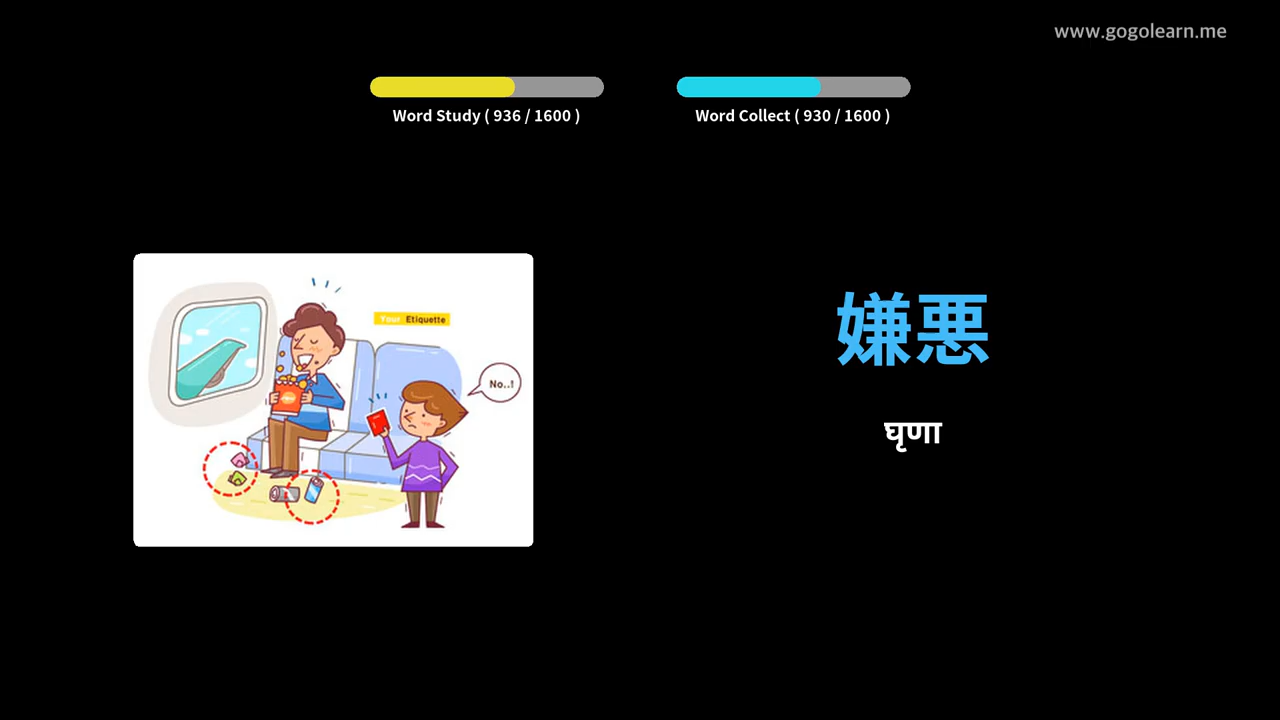 www.gogolearn.me
Word Study ( 936 / 1600 )
Word Collect ( 930 / 1600 )
Your Etiquette
No..!
嫌悪
घृणा